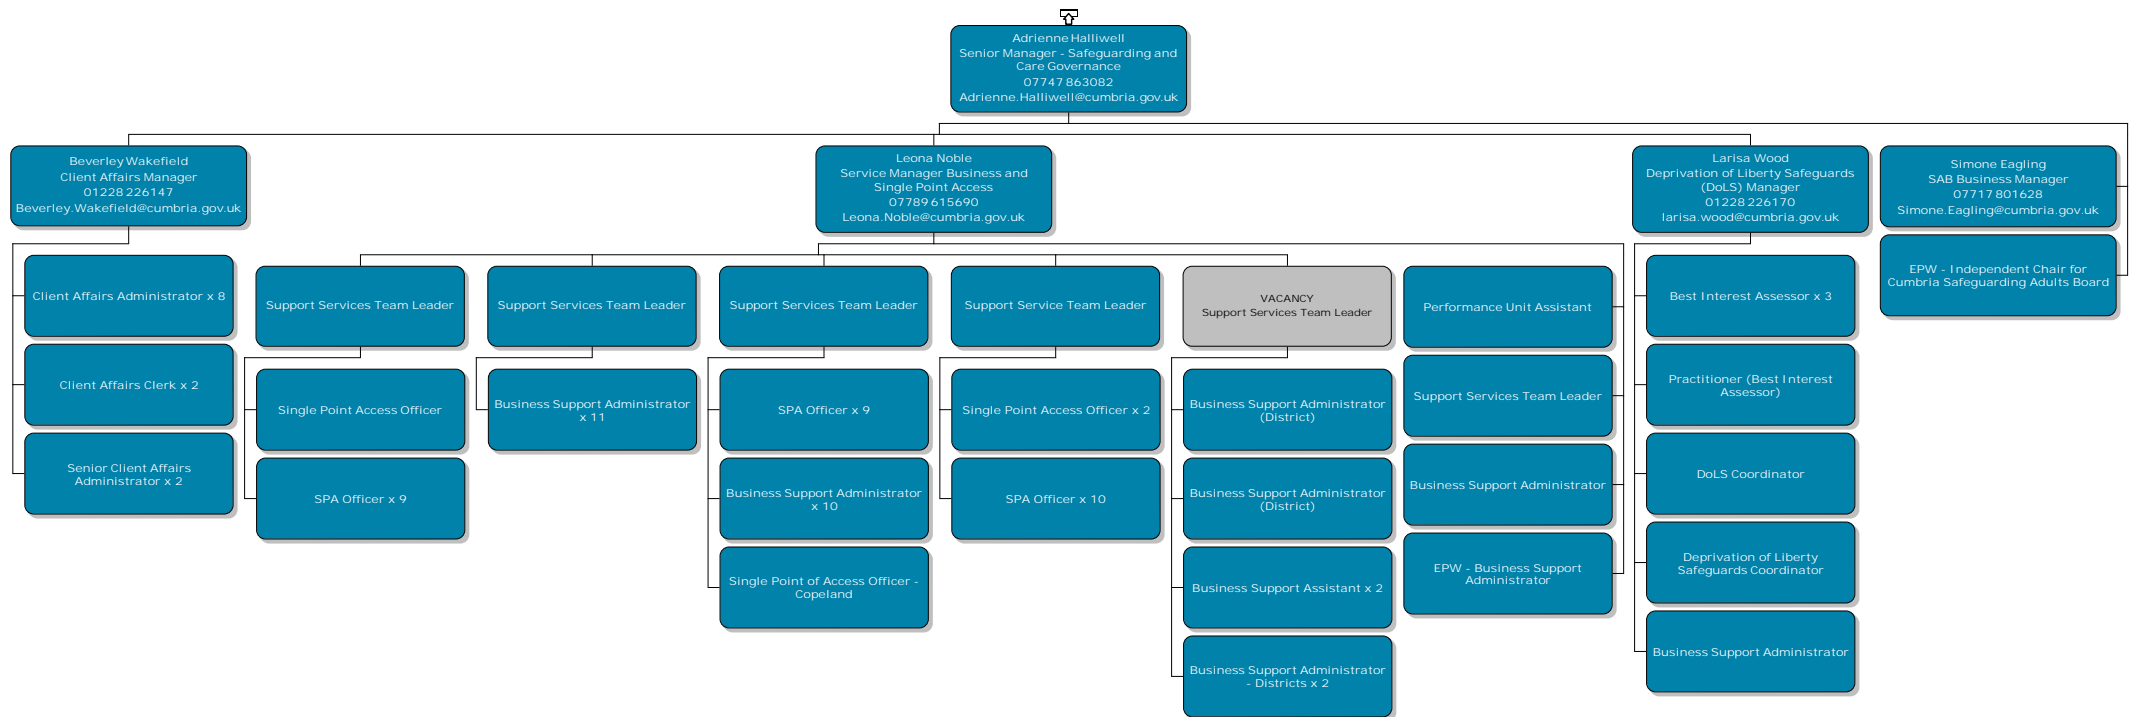 Adrienne Halliwell
Senior Manager - Safeguarding and
Care Governance
07747 863082
Adrienne.Halliwell@cumbria.gov.uk
Beverley Wakefield
Client Affairs Manager
01228 226147
Beverley.Wakefield@cumbria.gov.uk
Leona Noble
Service Manager Business and
Single Point Access
07789 615690
Leona.Noble@cumbria.gov.uk
Larisa Wood
Deprivation of Liberty Safeguards
(DoLS) Manager
01228 226170
larisa.wood@cumbria.gov.uk
Simone Eagling
SAB Business Manager
07717 801628
Simone.Eagling@cumbria.gov.uk
EPW - Independent Chair for
Cumbria Safeguarding Adults Board
Client Affairs Administrator x 8
Client Affairs Clerk x 2
Senior Client Affairs
Administrator x 2
Support Services Team Leader
Single Point Access Officer
SPA Officer x 9
Support Services Team Leader
Business Support Administrator
x 11
Support Services Team Leader
SPA Officer x 9
Business Support Administrator
x 10
Single Point of Access Officer -
Copeland
Support Service Team Leader
Single Point Access Officer x 2
SPA Officer x 10
VACANCY
Support Services Team Leader
Business Support Administrator
(District)
Business Support Administrator
(District)
Business Support Assistant x 2
Business Support Administrator
- Districts x 2
Performance Unit Assistant
Support Services Team Leader
Business Support Administrator
EPW - Business Support
Administrator
Best Interest Assessor x 3
Practitioner (Best Interest
Assessor)
DoLS Coordinator
Deprivation of Liberty
Safeguards Coordinator
Business Support Administrator